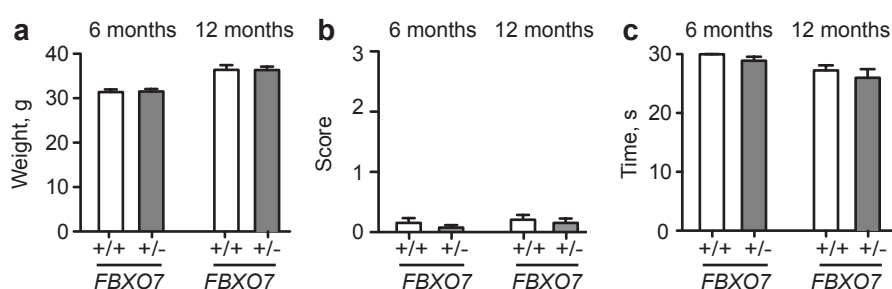 a 6 months 12 months
Weight, g
40
30
20
10
0
+/+ +/- +/+ +/-
FBXO7 FBXO7
b 6 months 12 months
Score
3
2
1
0
+/+ +/- +/+ +/-
FBXO7 FBXO7
c 6 months 12 months
Time, s
30
20
10
0
+/+ +/- +/+ +/-
FBXO7 FBXO7